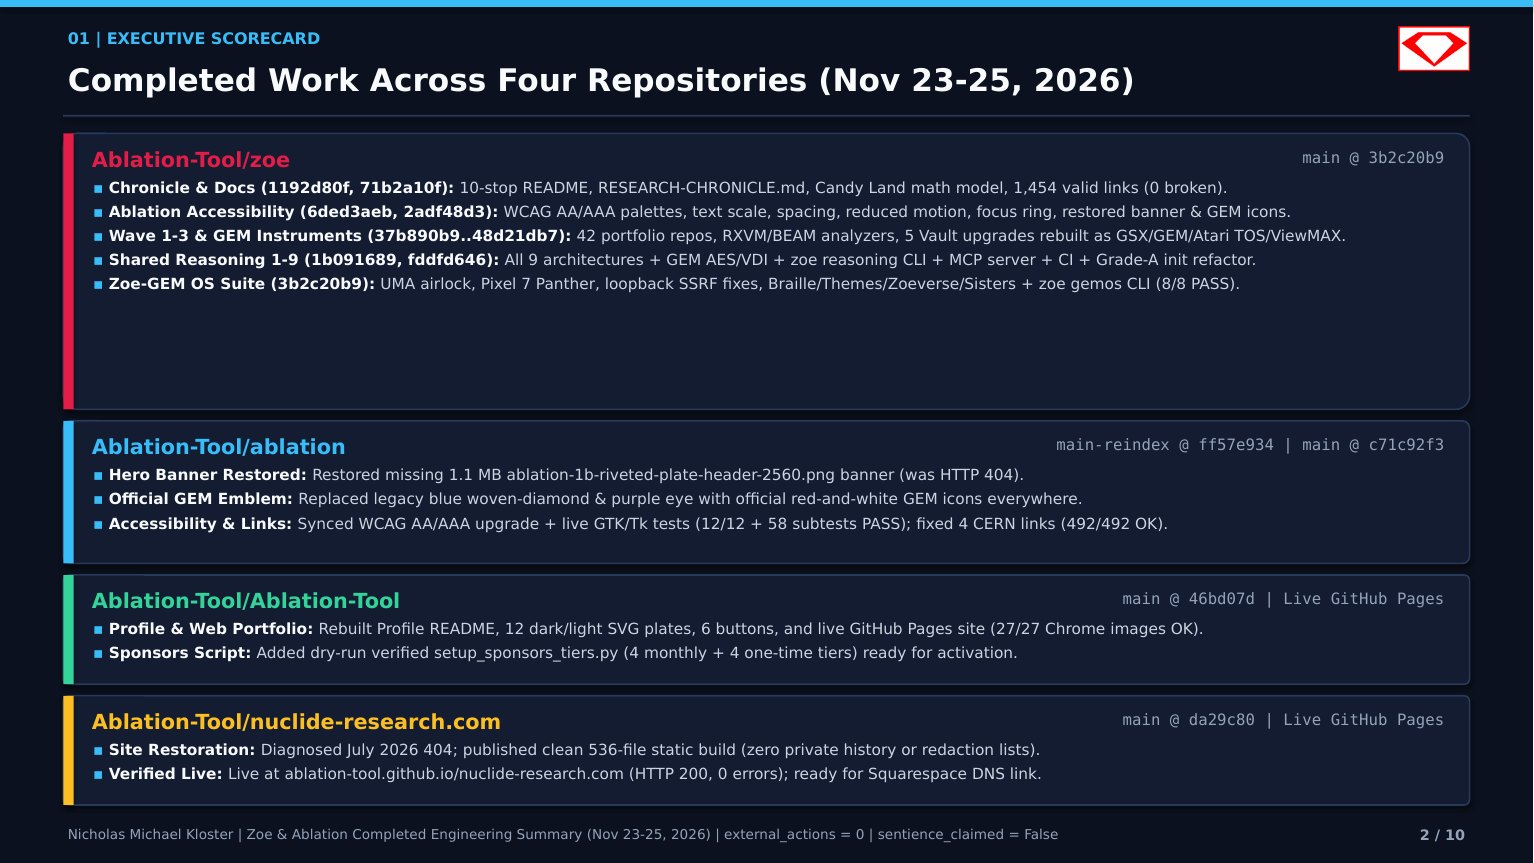 01 | EXECUTIVE SCORECARD
Completed Work Across Four Repositories (Nov 23-25, 2026)
Ablation-Tool/zoe
main @ 3b2c20b9
▪ Chronicle & Docs (1192d80f, 71b2a10f): 10-stop README, RESEARCH-CHRONICLE.md, Candy Land math model, 1,454 valid links (0 broken).
▪ Ablation Accessibility (6ded3aeb, 2adf48d3): WCAG AA/AAA palettes, text scale, spacing, reduced motion, focus ring, restored banner & GEM icons.
▪ Wave 1-3 & GEM Instruments (37b890b9..48d21db7): 42 portfolio repos, RXVM/BEAM analyzers, 5 Vault upgrades rebuilt as GSX/GEM/Atari TOS/ViewMAX.
▪ Shared Reasoning 1-9 (1b091689, fddfd646): All 9 architectures + GEM AES/VDI + zoe reasoning CLI + MCP server + CI + Grade-A init refactor.
▪ Zoe-GEM OS Suite (3b2c20b9): UMA airlock, Pixel 7 Panther, loopback SSRF fixes, Braille/Themes/Zoeverse/Sisters + zoe gemos CLI (8/8 PASS).
Ablation-Tool/ablation
main-reindex @ ff57e934 | main @ c71c92f3
▪ Hero Banner Restored: Restored missing 1.1 MB ablation-1b-riveted-plate-header-2560.png banner (was HTTP 404).
▪ Official GEM Emblem: Replaced legacy blue woven-diamond & purple eye with official red-and-white GEM icons everywhere.
▪ Accessibility & Links: Synced WCAG AA/AAA upgrade + live GTK/Tk tests (12/12 + 58 subtests PASS); fixed 4 CERN links (492/492 OK).
Ablation-Tool/Ablation-Tool
main @ 46bd07d | Live GitHub Pages
▪ Profile & Web Portfolio: Rebuilt Profile README, 12 dark/light SVG plates, 6 buttons, and live GitHub Pages site (27/27 Chrome images OK).
▪ Sponsors Script: Added dry-run verified setup_sponsors_tiers.py (4 monthly + 4 one-time tiers) ready for activation.
Ablation-Tool/nuclide-research.com
main @ da29c80 | Live GitHub Pages
▪ Site Restoration: Diagnosed July 2026 404; published clean 536-file static build (zero private history or redaction lists).
▪ Verified Live: Live at ablation-tool.github.io/nuclide-research.com (HTTP 200, 0 errors); ready for Squarespace DNS link.
Nicholas Michael Kloster | Zoe & Ablation Completed Engineering Summary (Nov 23-25, 2026) | external_actions = 0 | sentience_claimed = False
2 / 10